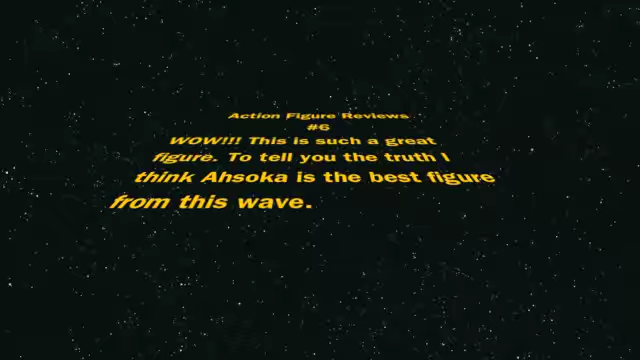 Action Figure Reviews
#6
WOW!!! This is such a great
figure. To tell you the truth I
think Ahsoka is the best figure
from this wave.